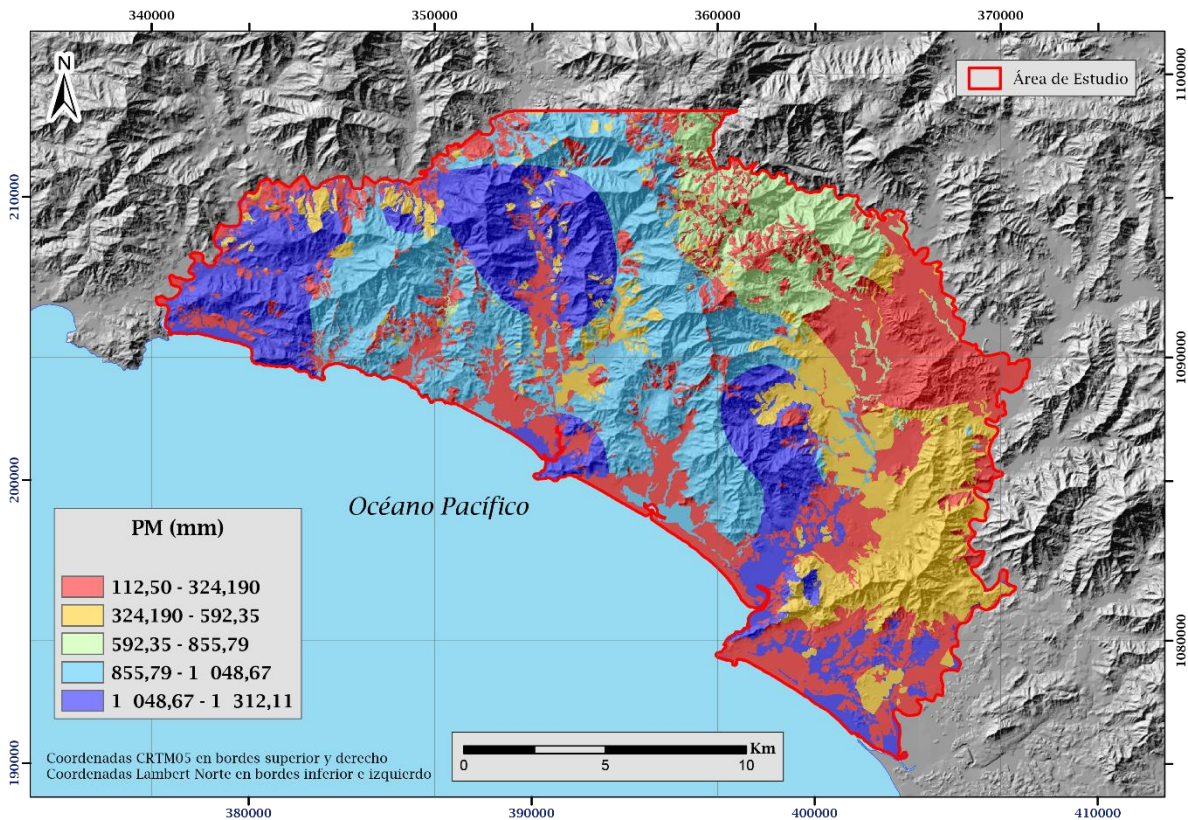 340000 350000 360000 370000
N
Área de Estudio
1100000
2100000
1090000
200000
Océano Pacífico
PM (mm)
112,50 - 324,190
324,190 - 592,35
592,35 - 855,79
855,79 - 1 048,67
1 048,67 - 1 312,11
1080000
Km
0 5 10
Coordenadas CRTM05 en bordes superior y derecho
Coordenadas Lambert Norte en bordes inferior e izquierdo
190000
380000 390000 400000 410000